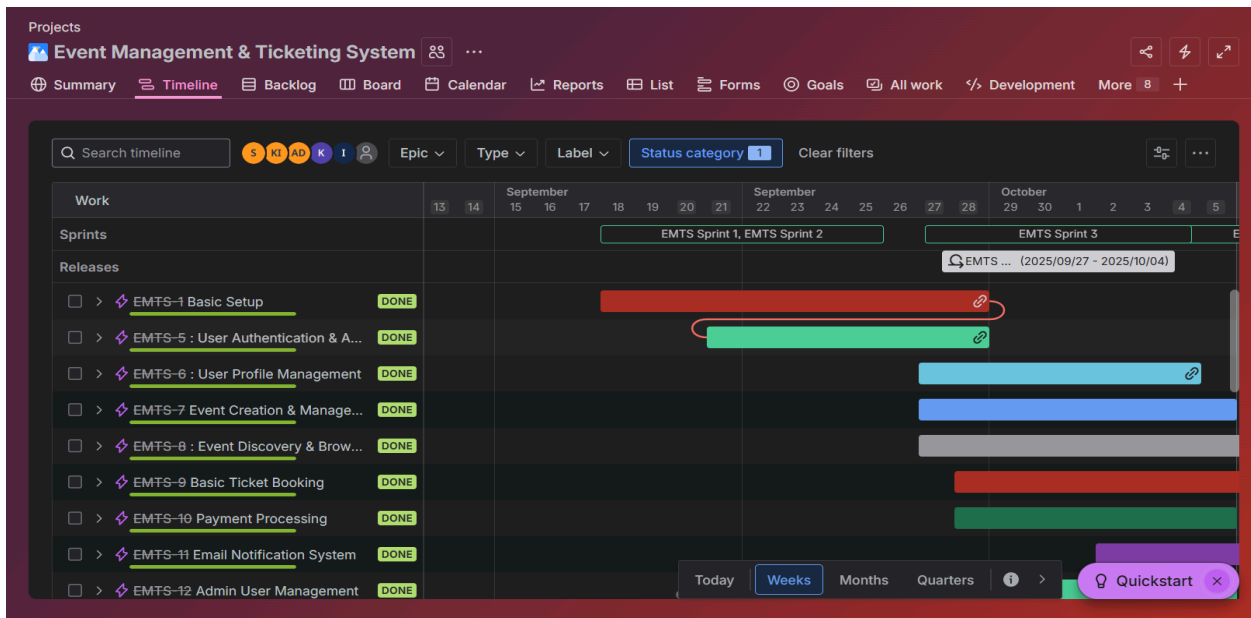 Projects
Event Management & Ticketing System
Summary Timeline Backlog Board Calendar Reports List Forms Goals All work Development More 8
Search timeline S KI AD K I Epic Type Label Status category 1 Clear filters
Work
September September October
13 14 15 16 17 18 19 20 21 22 23 24 25 26 27 28 29 30 1 2 3 4 5
Sprints EMTS Sprint 1, EMTS Sprint 2 EMTS Sprint 3 E
Releases EMTS ... (2025/09/27 - 2025/10/04)
EMTS-1 Basic Setup DONE
EMTS-5 : User Authentication & A... DONE
EMTS-6 : User Profile Management DONE
EMTS-7 Event Creation & Manage... DONE
EMTS-8 : Event Discovery & Brow... DONE
EMTS-9 Basic Ticket Booking DONE
EMTS-10 Payment Processing DONE
EMTS-11 Email Notification System DONE
EMTS-12 Admin User Management DONE
Today Weeks Months Quarters Quickstart